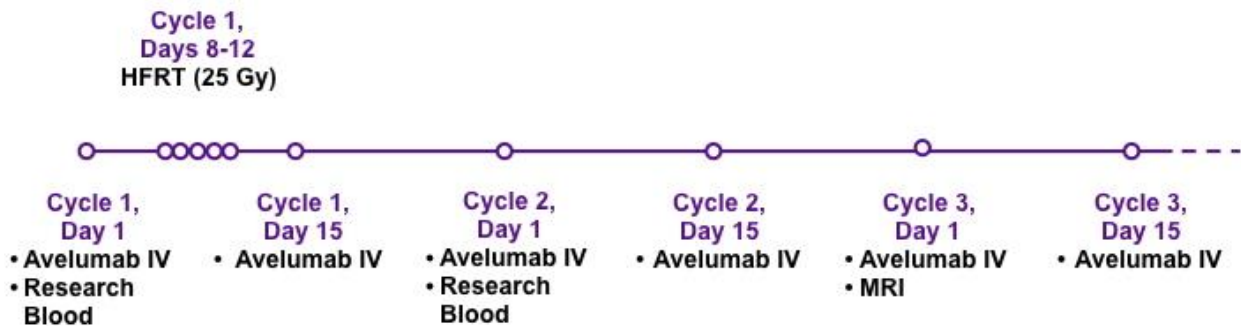 Cycle 1,
Days 8-12
HFRT (25 Gy)
Cycle 1,
Day 1
• Avelumab IV
• Research
Blood
Cycle 1,
Day 15
• Avelumab IV
Cycle 2,
Day 1
• Avelumab IV
• Research
Blood
Cycle 2,
Day 15
• Avelumab IV
Cycle 3,
Day 1
• Avelumab IV
• MRI
Cycle 3,
Day 15
• Avelumab IV